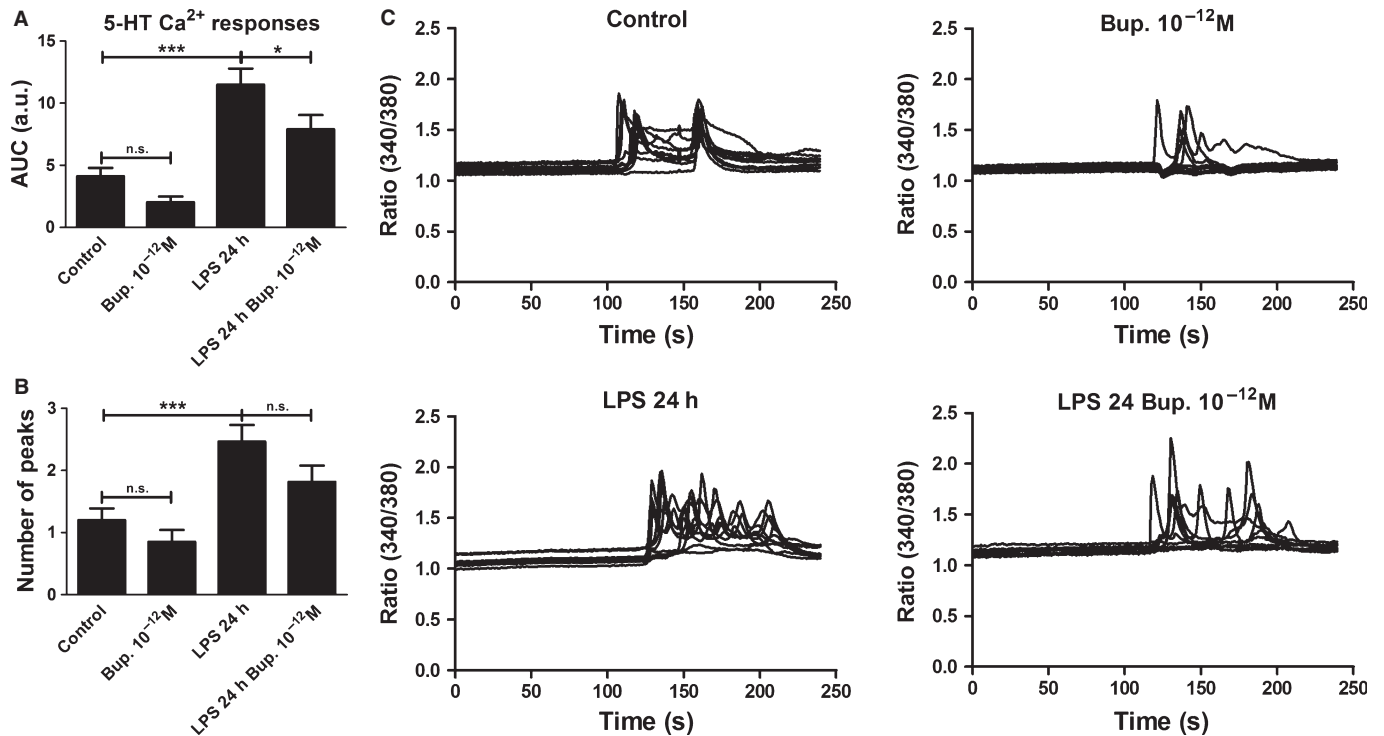 A
5-HT Ca²⁺ responses
15
10
5
0
AUC (a.u.)
***
*
n.s.
Control
Bup. 10⁻¹²M
LPS 24 h
LPS 24 h Bup. 10⁻¹²M
B
3
2
1
0
Number of peaks
***
n.s.
n.s.
Control
Bup. 10⁻¹²M
LPS 24 h
LPS 24 h Bup. 10⁻¹²M
C
Control
2.5
2.0
1.5
1.0
0.5
0.0
Ratio (340/380)
0 50 100 150 200 250
Time (s)
Bup. 10⁻¹²M
2.5
2.0
1.5
1.0
0.5
0.0
Ratio (340/380)
0 50 100 150 200 250
Time (s)
LPS 24 h
2.5
2.0
1.5
1.0
0.5
0.0
Ratio (340/380)
0 50 100 150 200 250
Time (s)
LPS 24 Bup. 10⁻¹²M
2.5
2.0
1.5
1.0
0.5
0.0
Ratio (340/380)
0 50 100 150 200 250
Time (s)